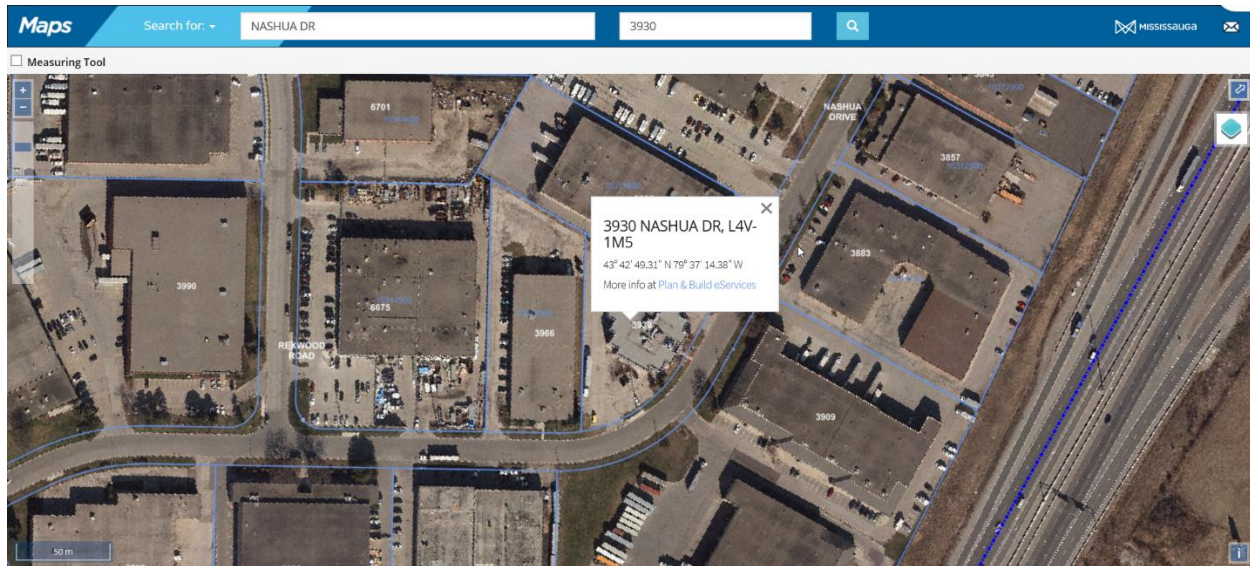 Maps
Search for:
NASHUA DR
3930
MISSISSAUGA
Measuring Tool
+
-
6701
NASHUA
DRIVE
3857
3930 NASHUA DR, L4V-
1M5
43° 42' 49.31" N 79° 37' 14.38" W
More info at Plan & Build eServices
3883
3990
6675
3966
REXWOOD
ROAD
3909
50 m
i